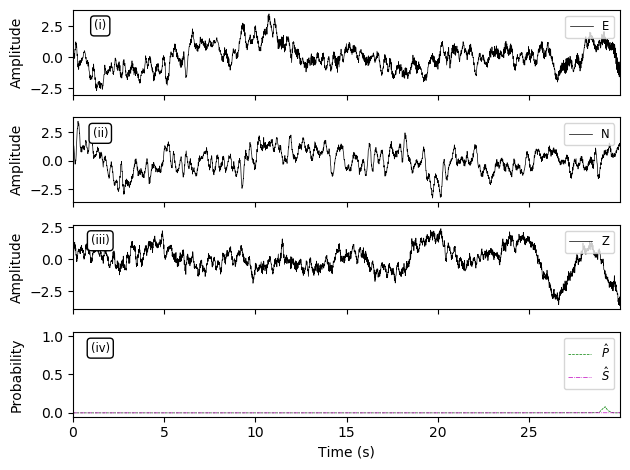 (i)
E
Amplitude
2.5
0.0
−2.5
(ii)
N
Amplitude
2.5
0.0
−2.5
(iii)
Z
Amplitude
2.5
0.0
−2.5
(iv)
P̂
Ŝ
Probability
1.0
0.5
0.0
0 5 10 15 20 25
Time (s)